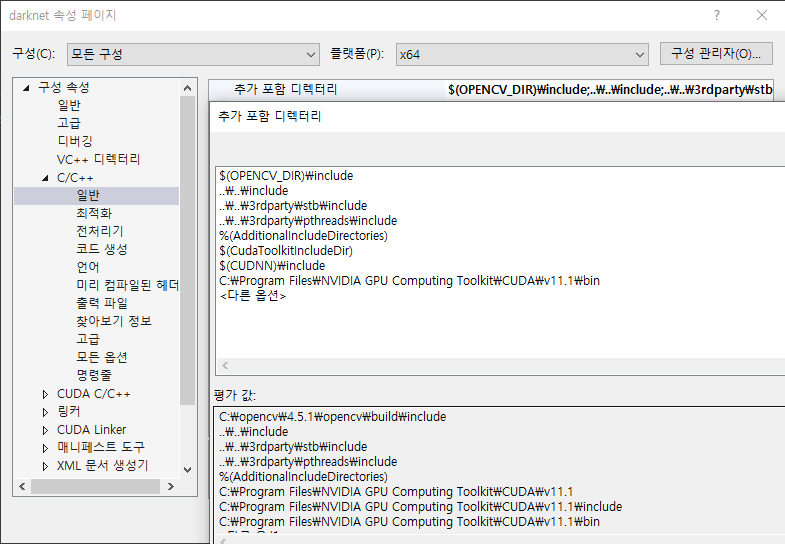 darknet 속성 페이지
?
구성(C): 모든 구성 플랫폼(P): x64 구성 관리자(O)...
구성 속성
일반
고급
디버깅
VC++ 디렉터리
C/C++
일반
최적화
전처리기
코드 생성
언어
미리 컴파일된 헤더
출력 파일
찾아보기 정보
고급
모든 옵션
명령줄
CUDA C/C++
링커
CUDA Linker
매니페스트 도구
XML 문서 생성기
추가 포함 디렉터리 $(OPENCV_DIR)₩include;..₩..₩include;..₩..₩3rdparty₩stb
추가 포함 디렉터리
$(OPENCV_DIR)₩include
..₩..₩include
..₩..₩3rdparty₩stb₩include
..₩..₩3rdparty₩pthreads₩include
%(AdditionalIncludeDirectories)
$(CudaToolkitIncludeDir)
$(CUDNN)₩include
C:₩Program Files₩NVIDIA GPU Computing Toolkit₩CUDA₩v11.1₩bin
<다른 옵션>
평가 값:
C:₩opencv₩4.5.1₩opencv₩build₩include
..₩..₩include
..₩..₩3rdparty₩stb₩include
..₩..₩3rdparty₩pthreads₩include
%(AdditionalIncludeDirectories)
C:₩Program Files₩NVIDIA GPU Computing Toolkit₩CUDA₩v11.1
C:₩Program Files₩NVIDIA GPU Computing Toolkit₩CUDA₩v11.1₩include
C:₩Program Files₩NVIDIA GPU Computing Toolkit₩CUDA₩v11.1₩bin